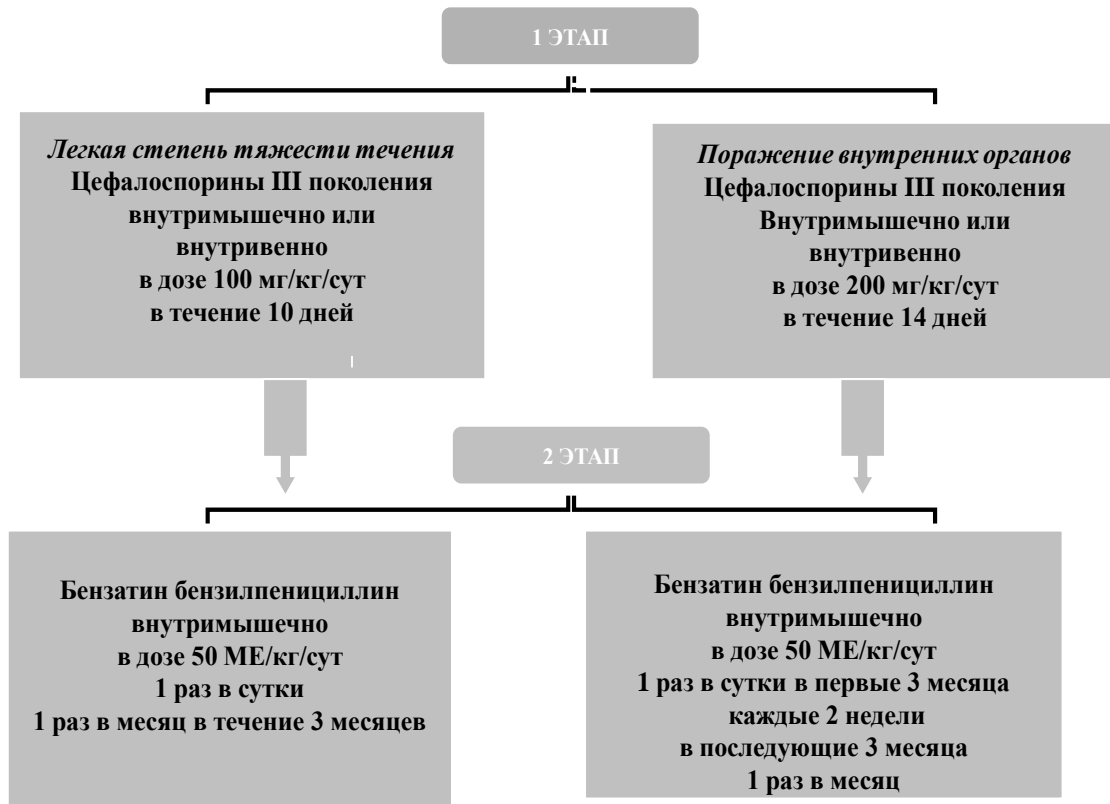 1 ЭТАП
Легкая степень тяжести течения
Цефалоспорины III поколения
внутримышечно или
внутривенно
в дозе 100 мг/кг/сут
в течение 10 дней
Поражение внутренних органов
Цефалоспорины III поколения
Внутримышечно или
внутривенно
в дозе 200 мг/кг/сут
в течение 14 дней
2 ЭТАП
Бензатин бензилпенициллин
внутримышечно
в дозе 50 МЕ/кг/сут
1 раз в сутки
1 раз в месяц в течение 3 месяцев
Бензатин бензилпенициллин
внутримышечно
в дозе 50 МЕ/кг/сут
1 раз в сутки в первые 3 месяца
каждые 2 недели
в последующие 3 месяца
1 раз в месяц